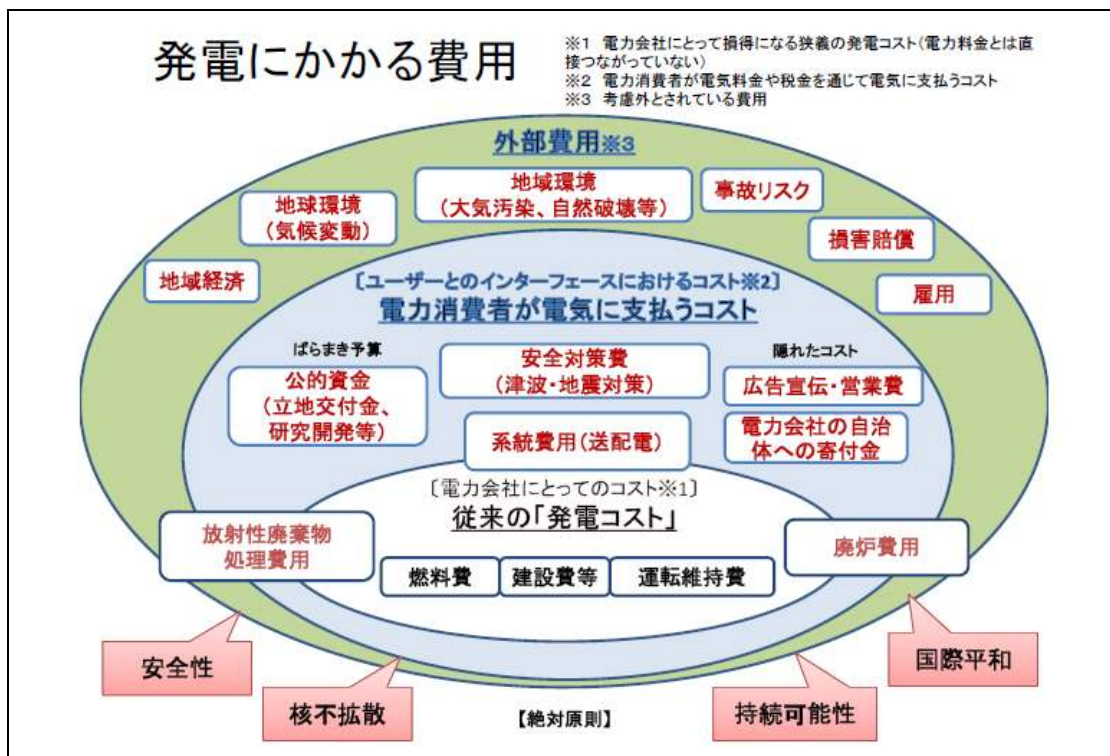 発電にかかる費用
※1 電力会社にとって損得になる狭義の発電コスト(電力料金とは直
接つながっていない)
※2 電力消費者が電気料金や税金を通じて電気に支払うコスト
※3 考慮外とされている費用
外部費用※3
地域環境
(大気汚染、自然破壊等)
事故リスク
地球環境
(気候変動)
損害賠償
地域経済
雇用
〔ユーザーとのインターフェースにおけるコスト※2〕
電力消費者が電気に支払うコスト
ばらまき予算
公的資金
(立地交付金、
研究開発等)
安全対策費
(津波・地震対策)
隠れたコスト
広告宣伝・営業費
系統費用(送配電)
電力会社の自治
体への寄付金
〔電力会社にとってのコスト※1〕
従来の「発電コスト」
放射性廃棄物
処理費用
廃炉費用
燃料費
建設費等
運転維持費
安全性
核不拡散
【絶対原則】
持続可能性
国際平和